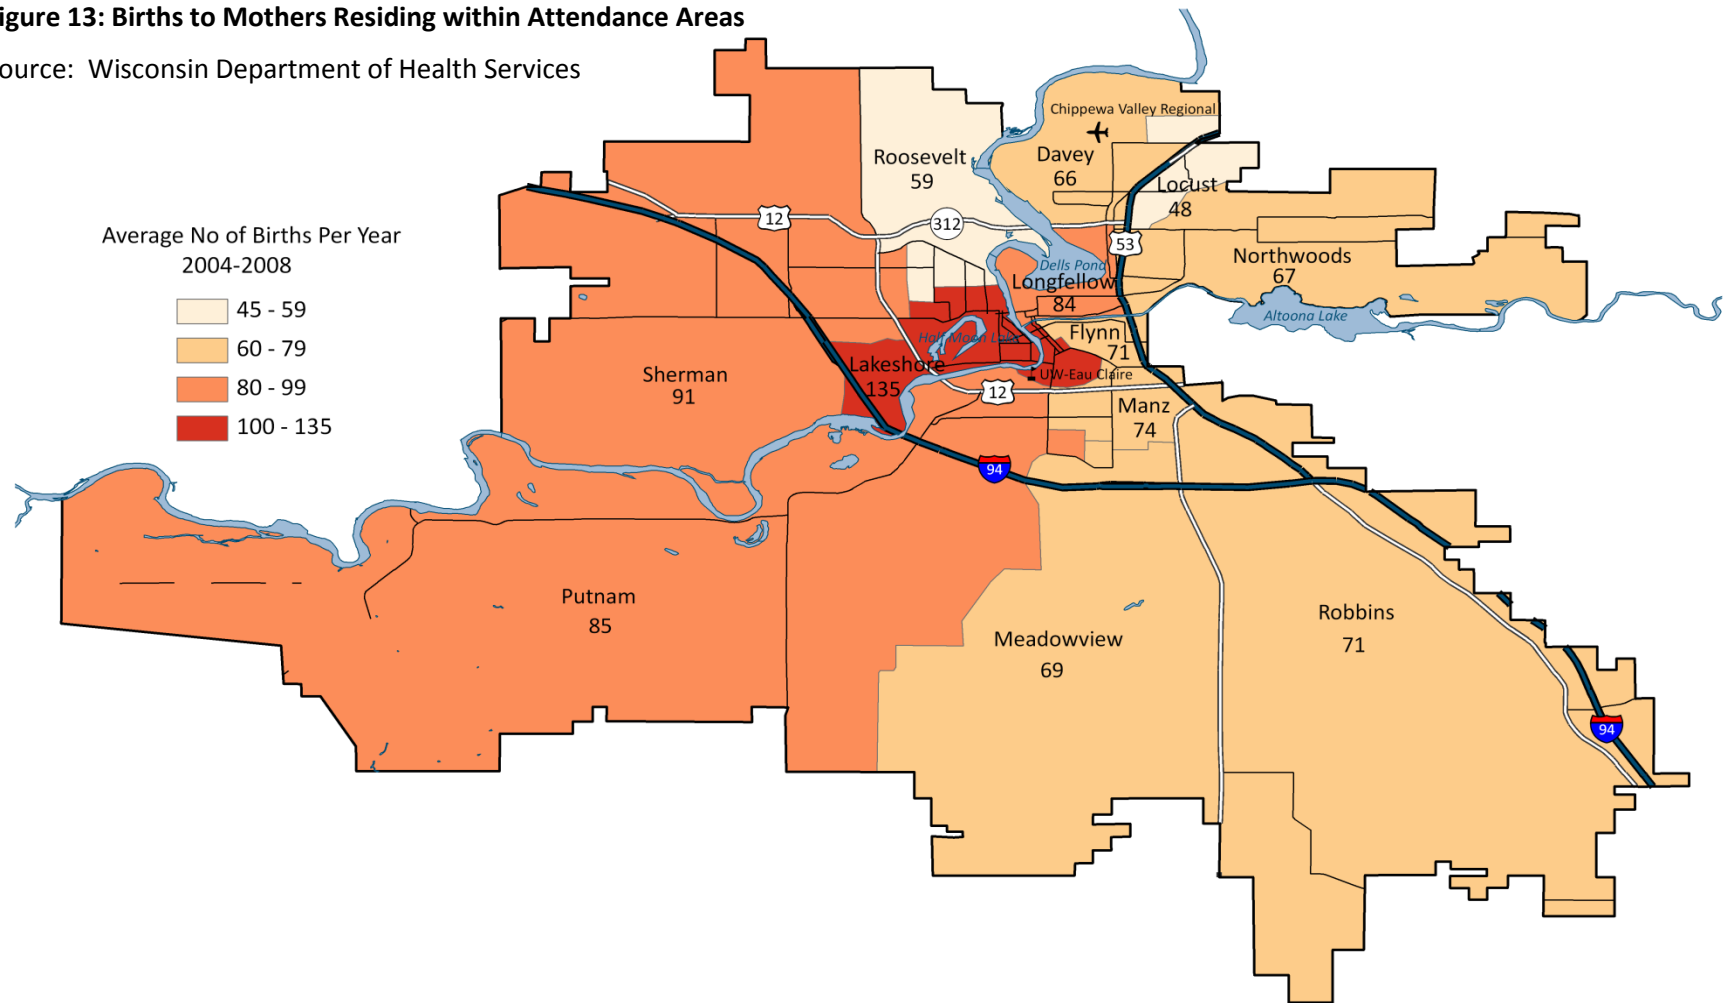 igure 13: Births to Mothers Residing within Attendance Areas
ource: Wisconsin Department of Health Services
Average No of Births Per Year
2004-2008
45 - 59
60 - 79
80 - 99
100 - 135
Chippewa Valley Regional
Roosevelt
59
Davey
66
Locust
48
12
312
53
Northwoods
67
Dells Pond
Longfellow
84
Altoona Lake
Flynn
71
Half Moon Lake
Lakeshore
135
UW-Eau Claire
Sherman
91
12
Manz
74
94
Putnam
85
Meadowview
69
Robbins
71
94